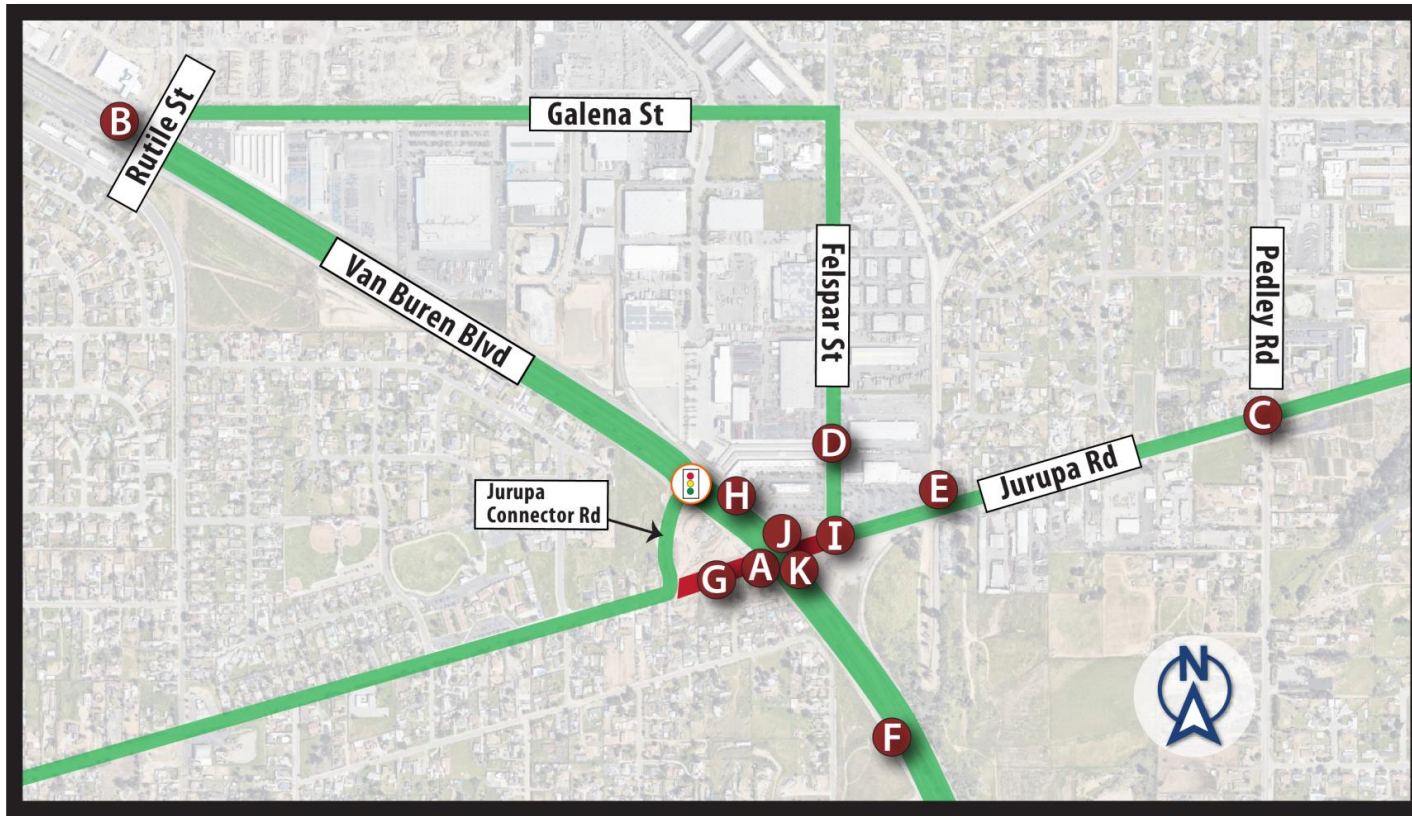 B
Rutile St
Galena St
Van Buren Blvd
Felspar St
Pedley Rd
C
D
Jurupa Rd
E
H
Jurupa
Connector Rd
J
I
G
A
K
N
F